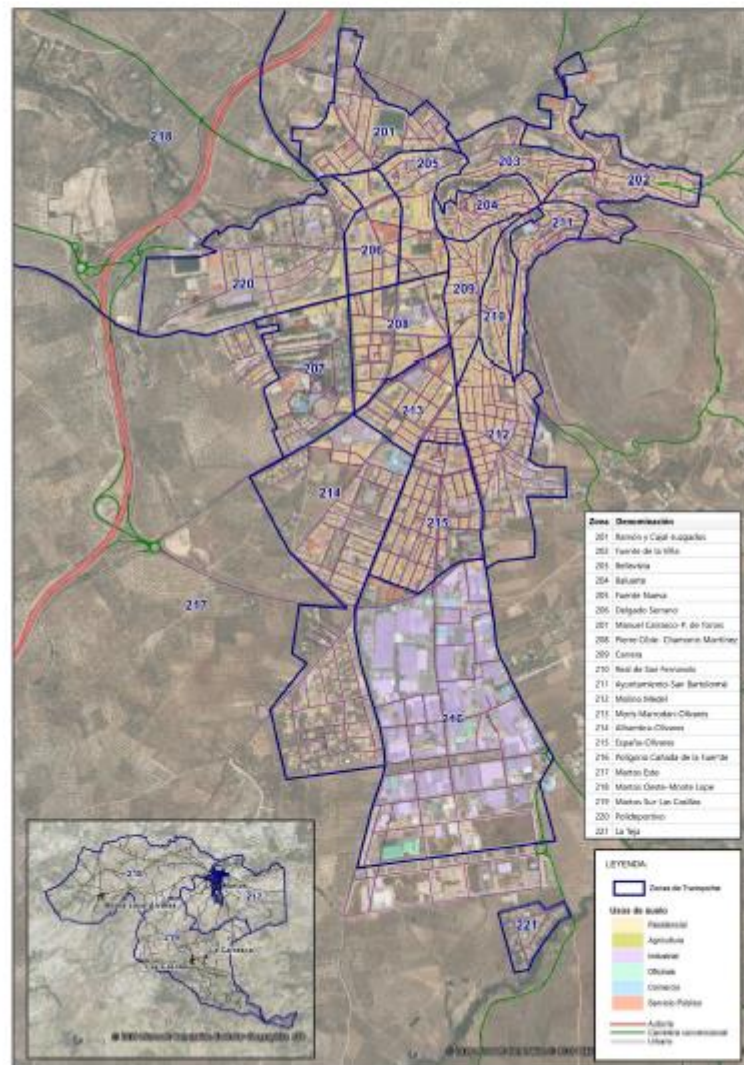 218
201
205
203
202
204
211
206
220
209
210
208
207
213
212
214
215
217
216
221
Zona Denominación
201 Ramón y Cajal-Juzgados
202 Fuente de la Villa
203 Bellavista
204 Baluarte
205 Fuente Nueva
206 Delgado Serrano
207 Manuel Carrasco-P. de Torres
208 Pierre Cibié- Chamorro Martínez
209 Carrera
210 Real de San Fernando
211 Ayuntamiento-San Bartolomé
212 Molino Medel
213 Moris Marrodan-Olivares
214 Alhambra-Olivares
215 España-Olivares
216 Polígono Cañada de la Fuente
217 Martos Este
218 Martos Oeste-Monte Lope
219 Martos Sur-Las Casillas
220 Polideportivo
221 La Teja
LEYENDA:
Zonas de Transporte
Usos de suelo
Residencial
Agricultura
Industrial
Oficinas
Comercio
Servicio Público
Autovía
Carretera convencional
Urbano
218
217
219